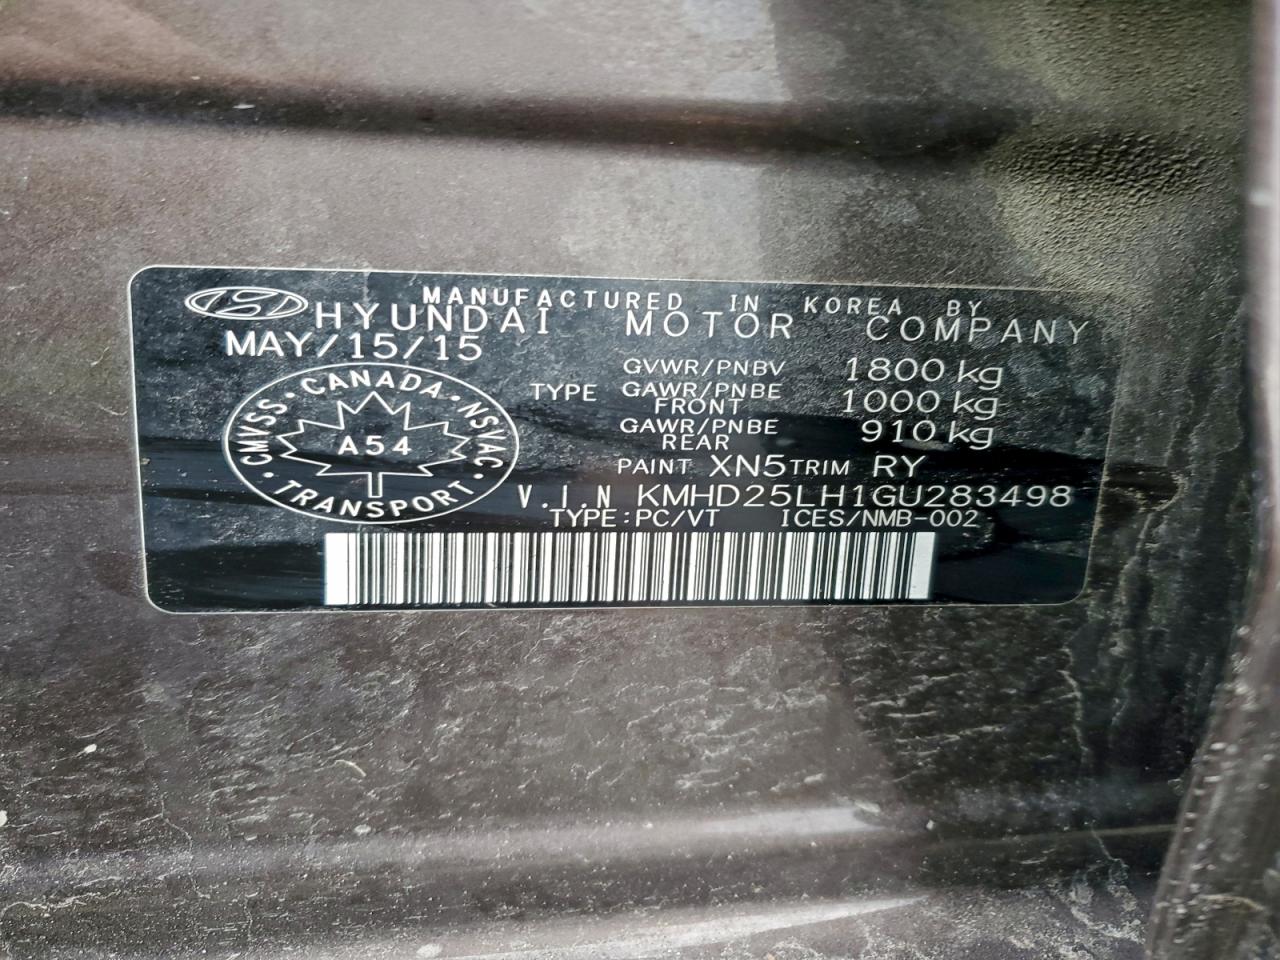 MANUFACTURED IN KOREA BY
HYUNDAI MOTOR COMPANY
MAY/15/15
GVWR/PNBV 1800 kg
TYPE GAWR/PNBE FRONT 1000 kg
GAWR/PNBE REAR 910 kg
CANADA · NSVAC · TRANSPORT · CMVSS ·
A54
PAINT XN5 TRIM RY
V.I.N KMHD25LH1GU283498
TYPE:PC/VT ICES/NMB-002